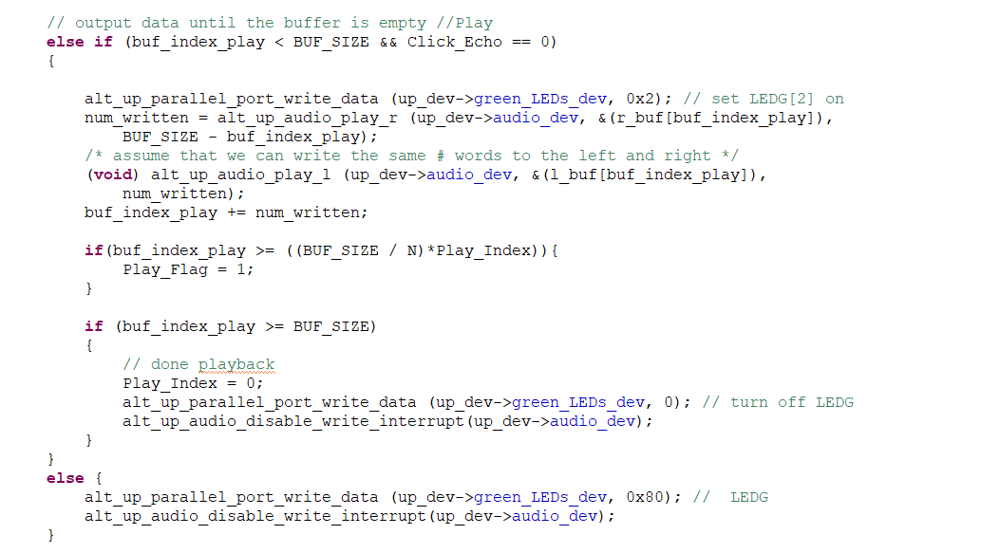 // output data until the buffer is empty //Play
else if (buf_index_play < BUF_SIZE && Click_Echo == 0)
{
alt_up_parallel_port_write_data (up_dev->green_LEDs_dev, 0x2); // set LEDG[2] on
num_written = alt_up_audio_play_r (up_dev->audio_dev, &(r_buf[buf_index_play]),
BUF_SIZE - buf_index_play);
/* assume that we can write the same # words to the left and right */
(void) alt_up_audio_play_l (up_dev->audio_dev, &(l_buf[buf_index_play]),
num_written);
buf_index_play += num_written;
if(buf_index_play >= ((BUF_SIZE / N)*Play_Index)){
Play_Flag = 1;
}
if (buf_index_play >= BUF_SIZE)
{
// done playback
Play_Index = 0;
alt_up_parallel_port_write_data (up_dev->green_LEDs_dev, 0); // turn off LEDG
alt_up_audio_disable_write_interrupt(up_dev->audio_dev);
}
}
else {
alt_up_parallel_port_write_data (up_dev->green_LEDs_dev, 0x80); //  LEDG
alt_up_audio_disable_write_interrupt(up_dev->audio_dev);
}